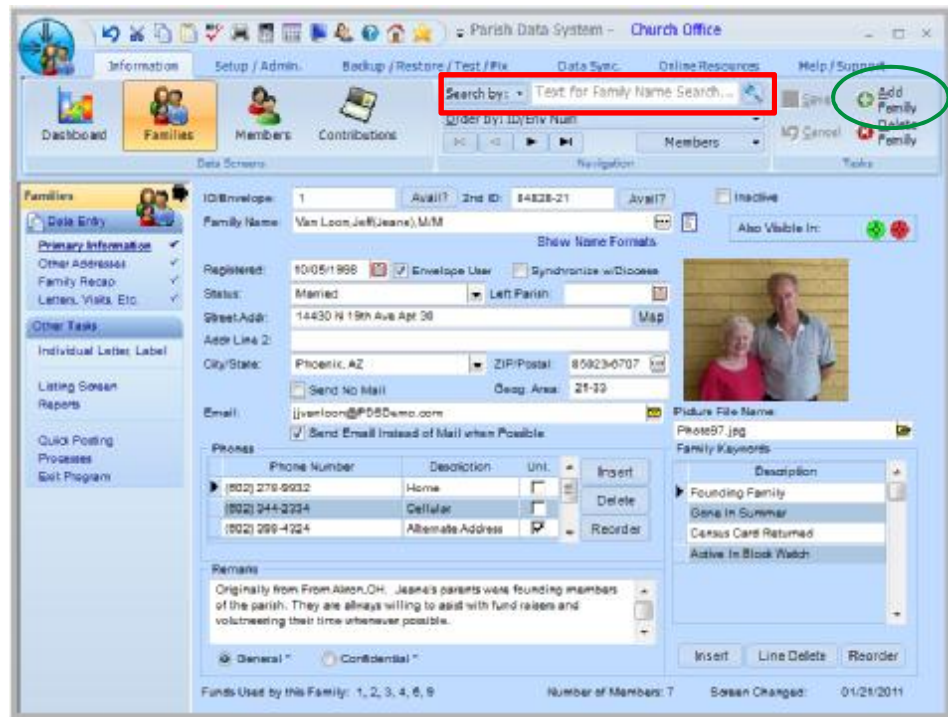 Parish Data System - Church Office
Information Setup / Admin. Backup / Restore / Test / Fix Data Sync. Online Resources Help / Support
Search by: Text for Family Name Search...
Order by: ID/Env Num
Dashboard Families Members Contributions
Members
Save Cancel
Add Family
Delete Family
Data Screens Navigation Tasks
Families
Data Entry
Primary Information
Other Addresses
Family Recap
Letters, Visits, Etc.
Other Tasks
Individual Letter, Label
Listing Screen
Reports
Quick Posting
Processes
Exit Program
ID/Envelope: 1 Avail? 2nd ID: 84828-21 Avail? Inactive
Family Name: Van Loon,Jeff(Jeane),M/M
Also Visible In:
Show Name Formats
Registered: 10/05/1986 Envelope User Synchronize w/Diocese
Status: Married Left Parish:
Street Addr: 14430 N 19th Ave Apt 38 Map
Addr Line 2:
City/State: Phoenix, AZ ZIP/Postal: 85023-6707
Send No Mail Geog. Area: 25-33
Email: jjvanloon@PDSDemo.com
Send Email Instead of Mail when Possible
Picture File Name
Photo97.jpg
Phones
Phone Number Description Unl.
(602) 279-9932 Home
(602) 944-2334 Cellular
(602) 398-4324 Alternate Address
Insert
Delete
Reorder
Family Keywords
Description
Founding Family
Gone In Summer
Census Card Returned
Active In Block Watch
Insert Line Delete Reorder
Remarks
Originally from From Akron,OH. Jeane's parents were founding members
of the parish. They are always willing to asist with fund raisers and
volutneering their time whenever possible.
General * Confidential *
Funds Used by this Family: 1, 2, 3, 4, 6, 9 Number of Members: 7 Screen Changed: 01/21/2011